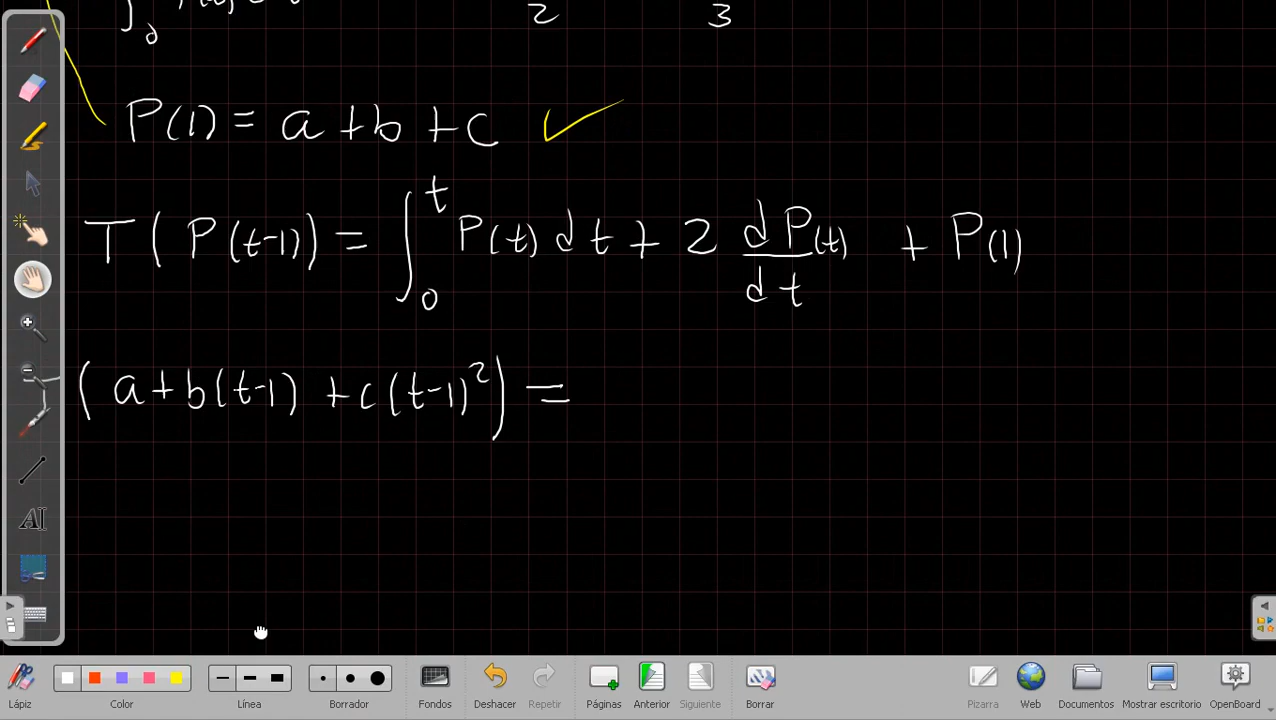 2 3
P(1) = a + b + c ✓
T( P(t-1) = ∫₀ᵗ P(t) dt + 2 dP(t)/dt + P(1)
( a + b(t-1) + c(t-1)² ) =
AI
Lápiz Color Línea Borrador Fondos Deshacer Repetir Páginas Anterior Siguiente Borrar Pizarra Web Documentos Mostrar escritorio OpenBoard